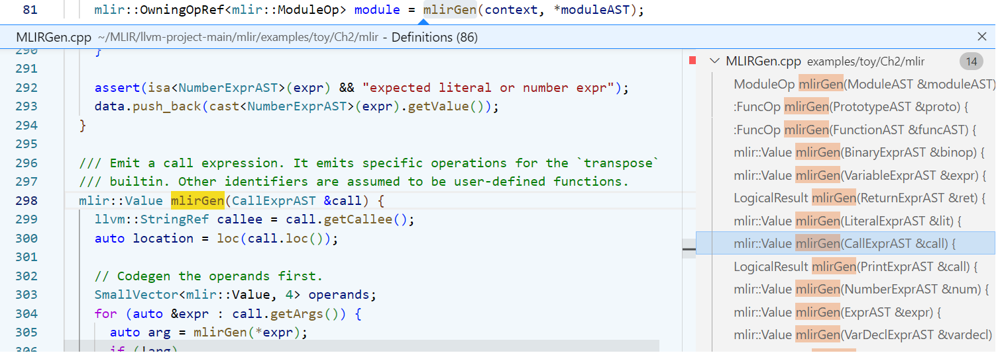 81 mlir::OwningOpRef<mlir::ModuleOp> module = mlirGen(context, *moduleAST);
MLIRGen.cpp ~/MLIR/llvm-project-main/mlir/examples/toy/Ch2/mlir - Definitions (86)
290 }
291
292 assert(isa<NumberExprAST>(expr) && "expected literal or number expr");
293 data.push_back(cast<NumberExprAST>(expr).getValue());
294 }
295
296 /// Emit a call expression. It emits specific operations for the `transpose`
297 /// builtin. Other identifiers are assumed to be user-defined functions.
298 mlir::Value mlirGen(CallExprAST &call) {
299 llvm::StringRef callee = call.getCallee();
300 auto location = loc(call.loc());
301
302 // Codegen the operands first.
303 SmallVector<mlir::Value, 4> operands;
304 for (auto &expr : call.getArgs()) {
305 auto arg = mlirGen(*expr);
306 if (!arg)
MLIRGen.cpp examples/toy/Ch2/mlir 14
ModuleOp mlirGen(ModuleAST &moduleAST)
:FuncOp mlirGen(PrototypeAST &proto) {
:FuncOp mlirGen(FunctionAST &funcAST) {
mlir::Value mlirGen(BinaryExprAST &binop) {
mlir::Value mlirGen(VariableExprAST &expr) {
LogicalResult mlirGen(ReturnExprAST &ret) {
mlir::Value mlirGen(LiteralExprAST &lit) {
mlir::Value mlirGen(CallExprAST &call) {
LogicalResult mlirGen(PrintExprAST &call) {
mlir::Value mlirGen(NumberExprAST &num) {
mlir::Value mlirGen(ExprAST &expr) {
mlir::Value mlirGen(VarDeclExprAST &vardecl)